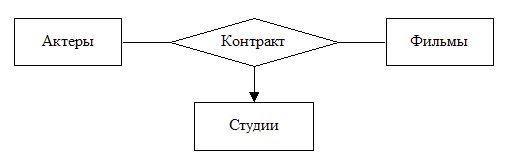 Актеры
Контракт
Фильмы
Студии